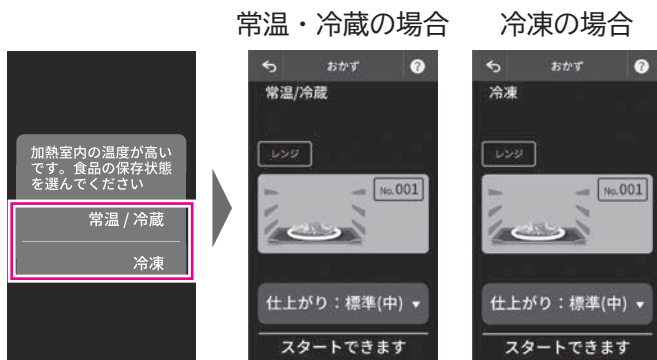 常温・冷蔵の場合
冷凍の場合
加熱室内の温度が高い
です。食品の保存状態
を選んでください
常温 / 冷蔵
冷凍
おかず
?
常温/冷蔵
レンジ
No.001
仕上がり：標準(中)
スタートできます
おかず
?
冷凍
レンジ
No.001
仕上がり：標準(中)
スタートできます